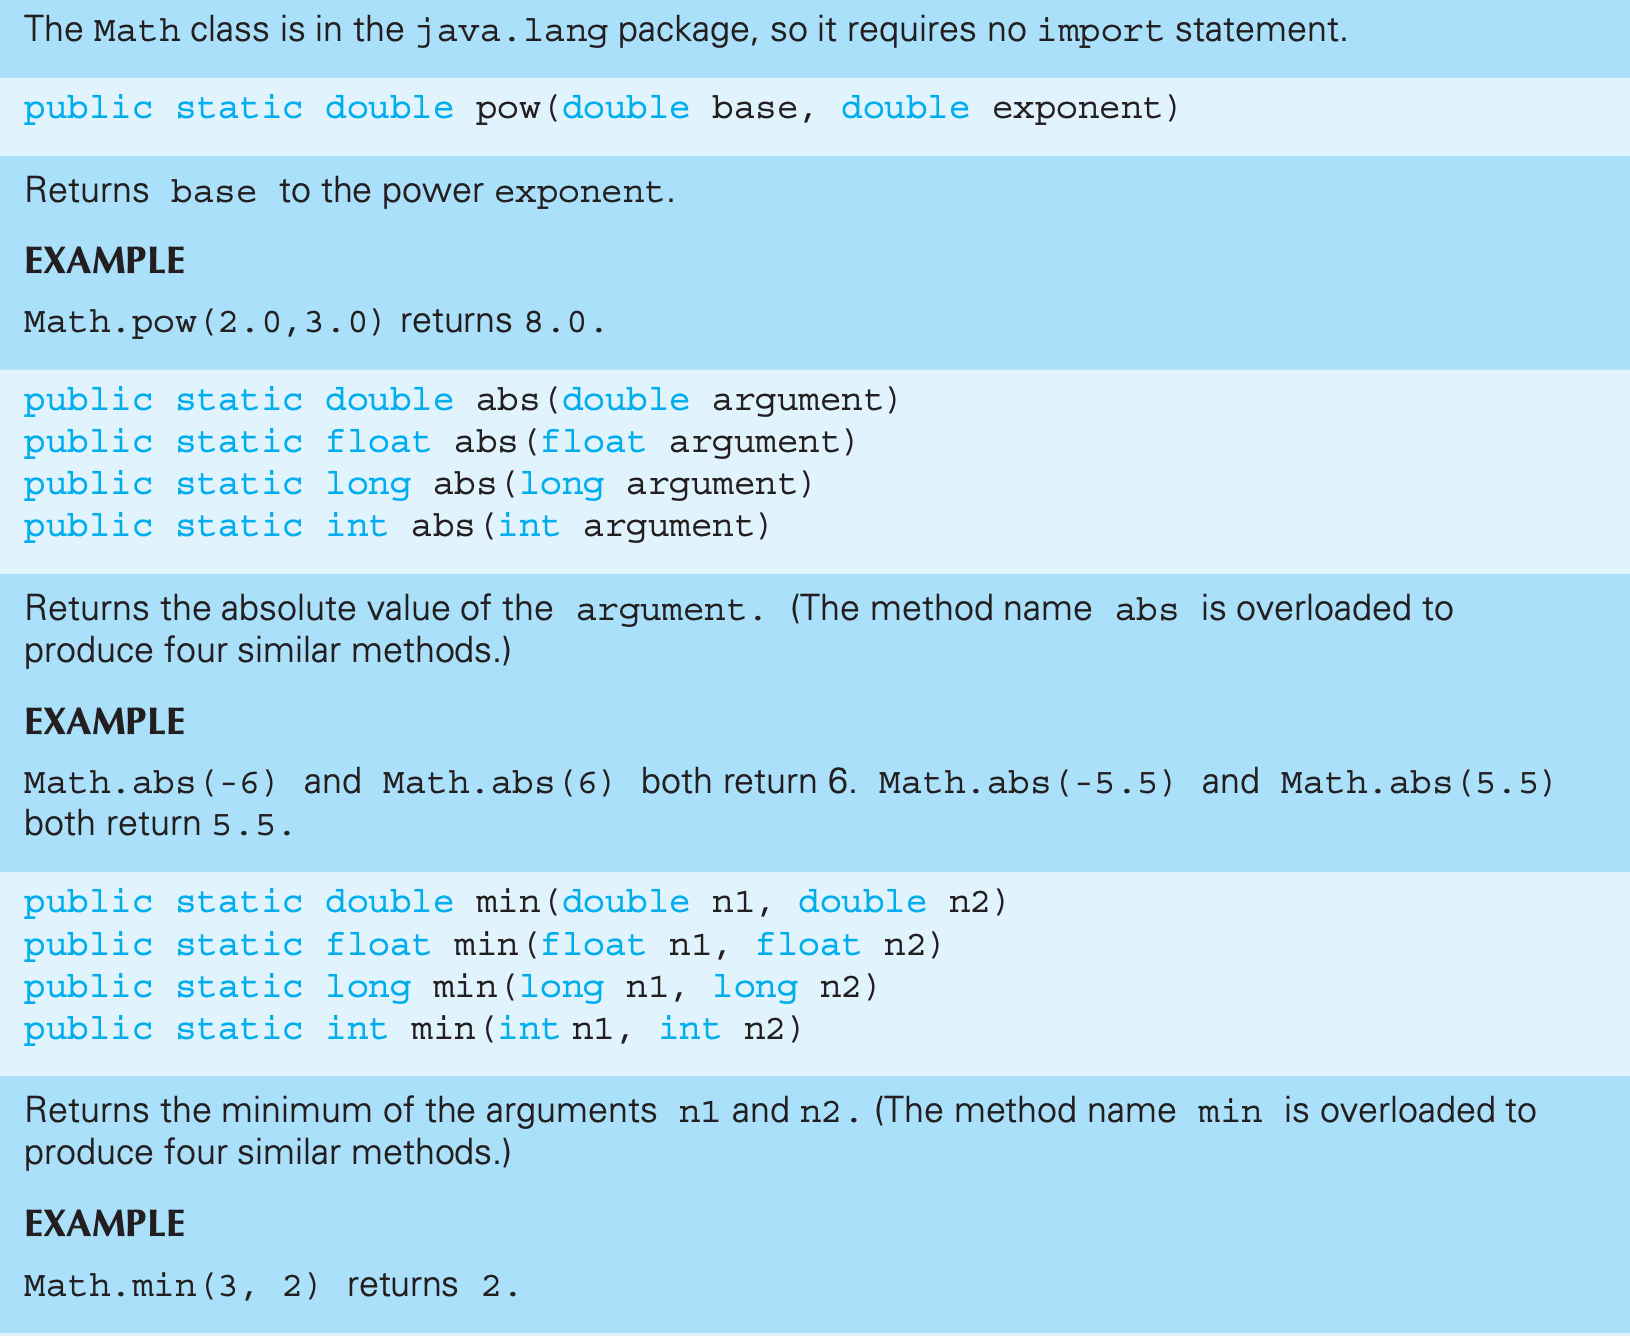 The Math class is in the java.lang package, so it requires no import statement.
public static double pow(double base, double exponent)
Returns base to the power exponent.
EXAMPLE
Math.pow(2.0,3.0) returns 8.0.
public static double abs(double argument)
public static float abs(float argument)
public static long abs(long argument)
public static int abs(int argument)
Returns the absolute value of the argument. (The method name abs is overloaded to
produce four similar methods.)
EXAMPLE
Math.abs(-6) and Math.abs(6) both return 6. Math.abs(-5.5) and Math.abs(5.5)
both return 5.5.
public static double min(double n1, double n2)
public static float min(float n1, float n2)
public static long min(long n1, long n2)
public static int min(int n1, int n2)
Returns the minimum of the arguments n1 and n2. (The method name min is overloaded to
produce four similar methods.)
EXAMPLE
Math.min(3, 2) returns 2.